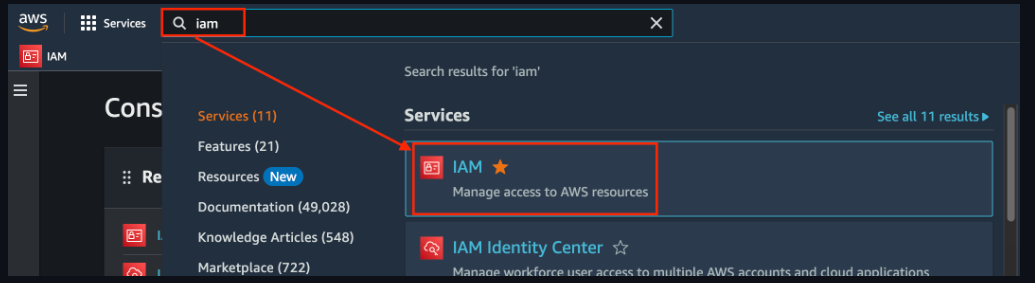 aws
Services
iam
IAM
Search results for 'iam'
Cons
Services (11)
Features (21)
Resources New
Documentation (49,028)
Knowledge Articles (548)
Marketplace (722)
Re
Services
See all 11 results
IAM
Manage access to AWS resources
IAM Identity Center
Manage workforce user access to multiple AWS accounts and cloud applications